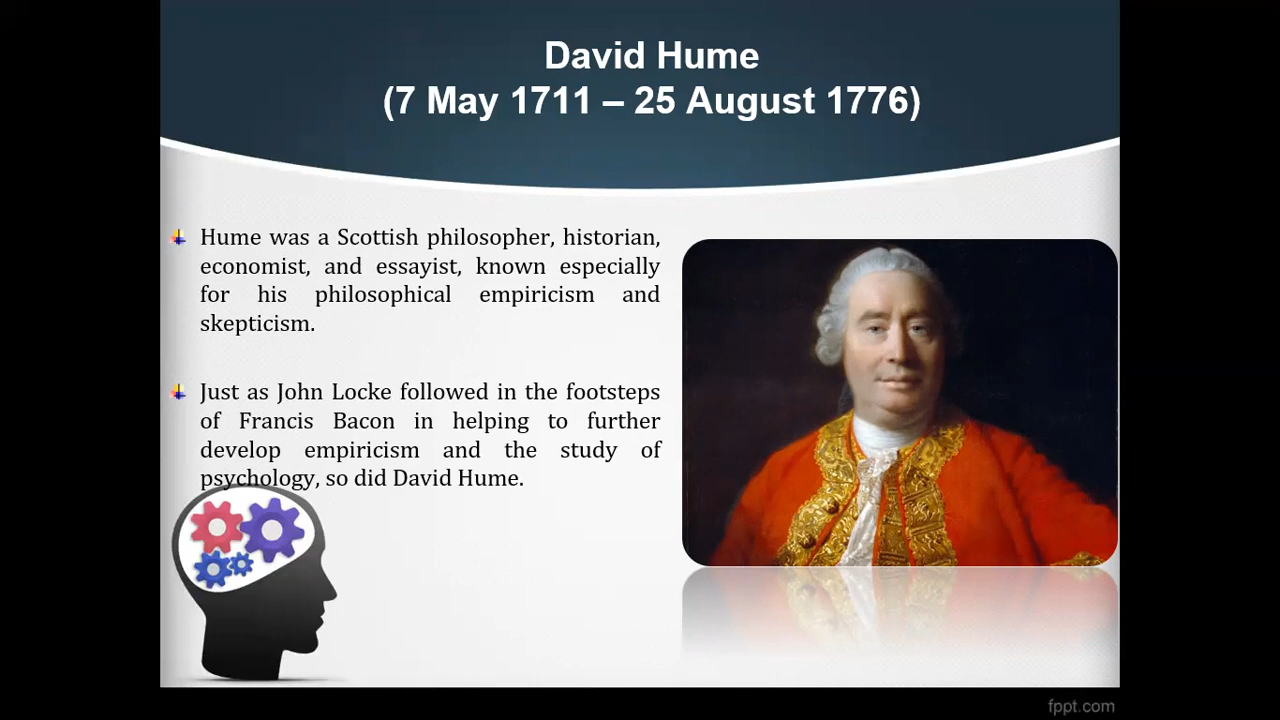 David Hume
(7 May 1711 – 25 August 1776)
Hume was a Scottish philosopher, historian,
economist, and essayist, known especially
for his philosophical empiricism and
skepticism.
Just as John Locke followed in the footsteps
of Francis Bacon in helping to further
develop empiricism and the study of
psychology, so did David Hume.
fppt.com